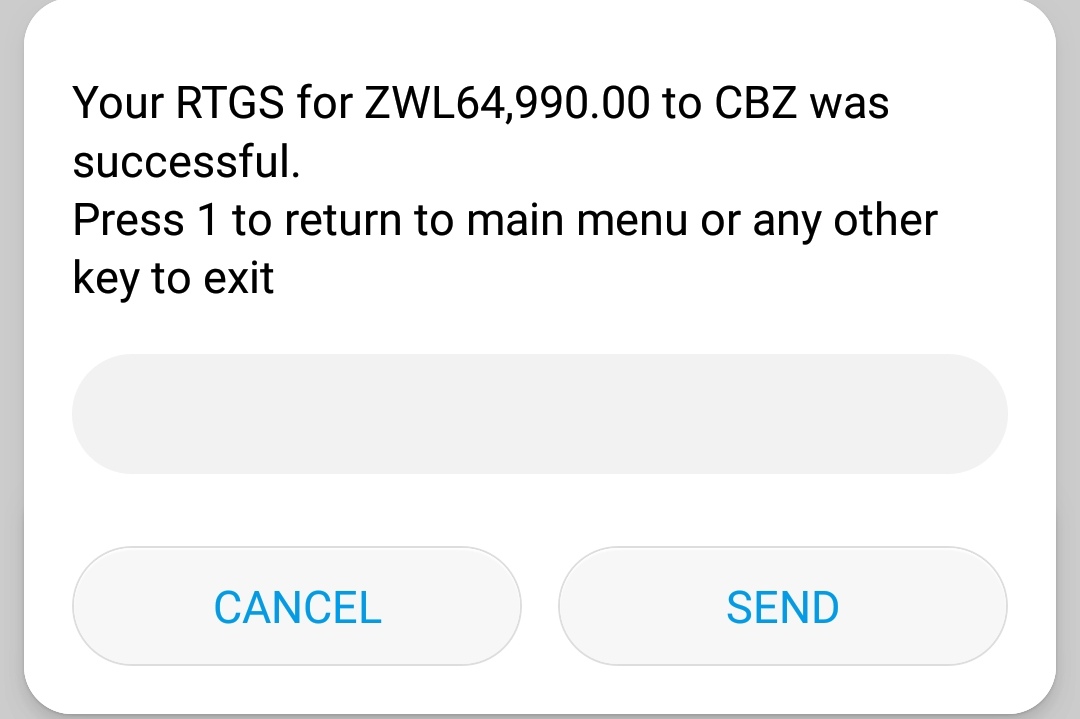 Your RTGS for ZWL64,990.00 to CBZ was
successful.
Press 1 to return to main menu or any other
key to exit
CANCEL
SEND